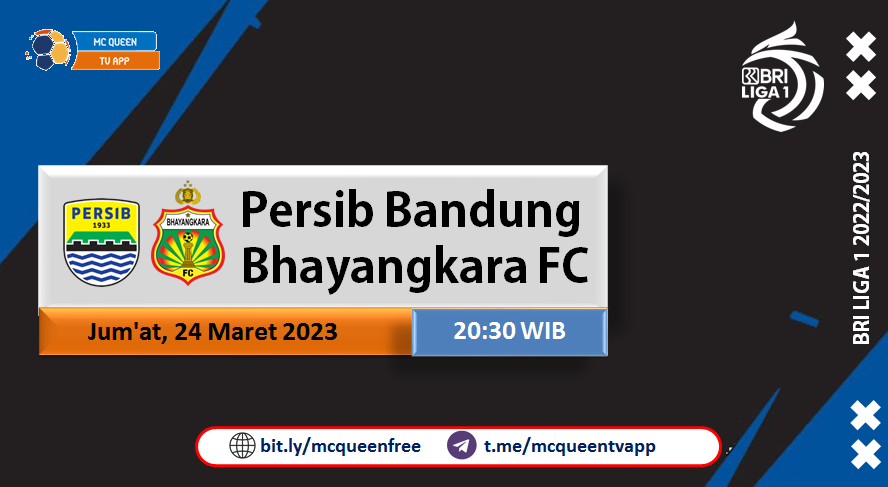 MC QUEEN
TV APP
BRI
LIGA 1
BRI LIGA 1 2022/2023
PERSIB
1933
BHAYANGKARA
FC
Persib Bandung
Bhayangkara FC
Jum'at, 24 Maret 2023
20:30 WIB
bit.ly/mcqueenfree
t.me/mcqueentvapp